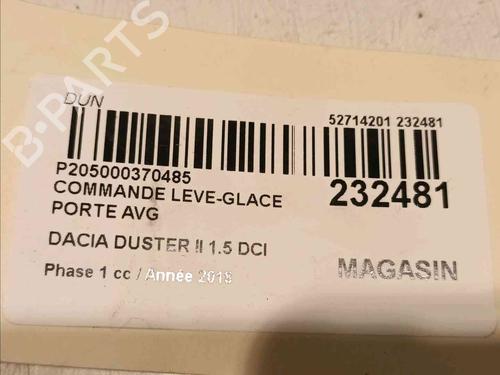 DUN
52714201 232481
P205000370485
COMMANDE LEVE-GLACE
232481
PORTE AVG
DACIA DUSTER II 1.5 DCI
MAGASIN
Phase 1 cc / Année 2018
B-PARTS